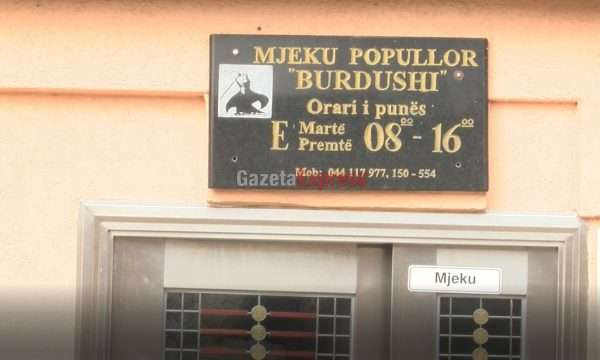 MJEKU POPULLOR
"BURDUSHI"
Orari i punës
E Martë
Premtë 08⁰⁰ - 16⁰⁰
GazetaExpress
Mob: 044 117 977, 150 - 554
Mjeku